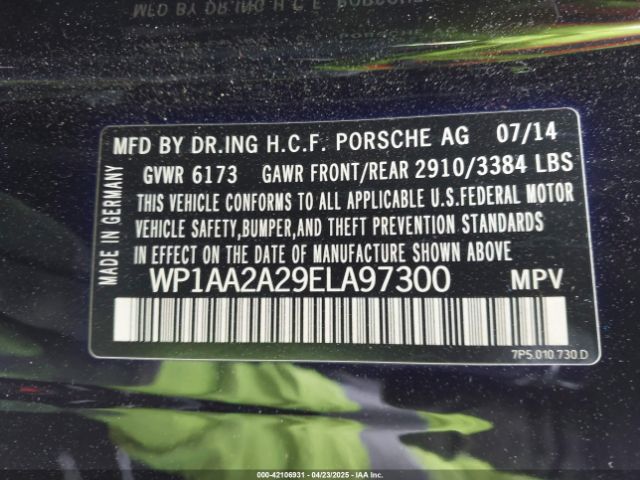 MFD BY DR.ING H.C.F. PORSCHE AG 07/14
GVWR 6173 GAWR FRONT/REAR 2910/3384 LBS
THIS VEHICLE CONFORMS TO ALL APPLICABLE U.S.FEDERAL MOTOR
VEHICLE SAFETY,BUMPER,AND THEFT PREVENTION STANDARDS
IN EFFECT ON THE DATE OF MANUFACTURE SHOWN ABOVE
MADE IN GERMANY
WP1AA2A29ELA97300 MPV
7P5.010.730.D
000-42106931 - 04/23/2025 - IAA Inc.